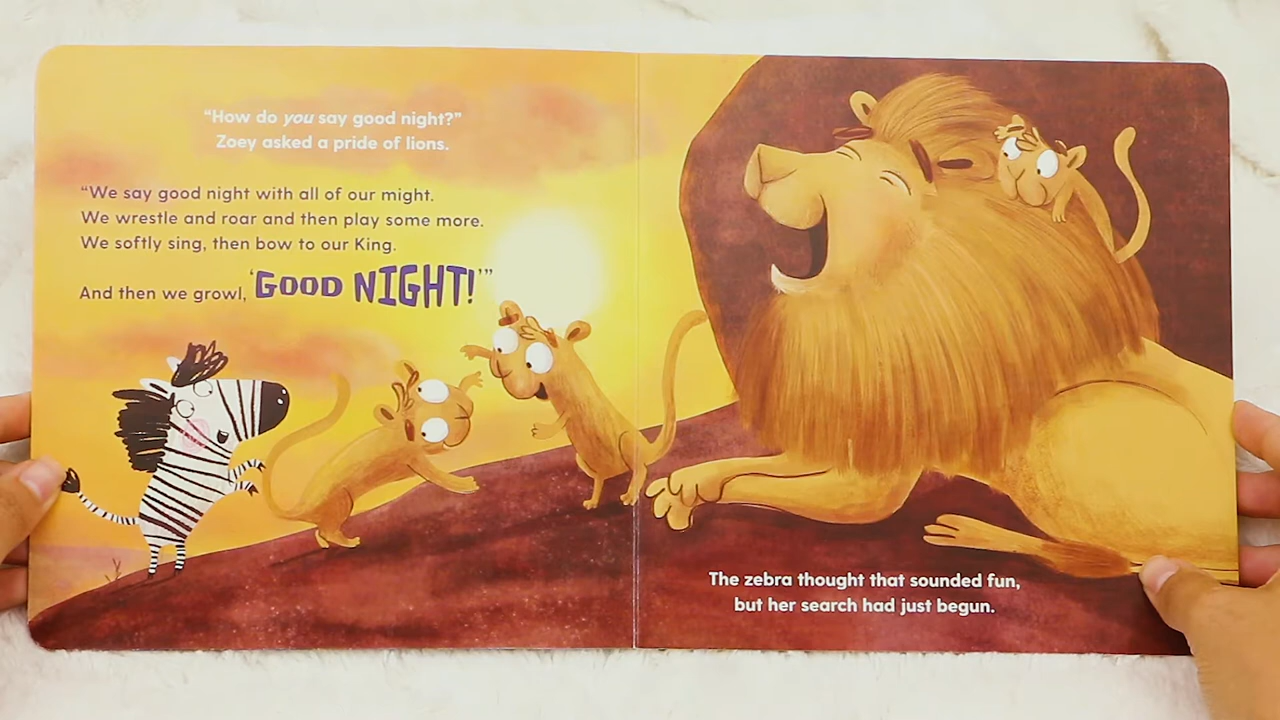 “How do you say good night?”
Zoey asked a pride of lions.
“We say good night with all of our might.
We wrestle and roar and then play some more.
We softly sing, then bow to our King.
And then we growl, ‘GOOD NIGHT!’”
The zebra thought that sounded fun,
but her search had just begun.